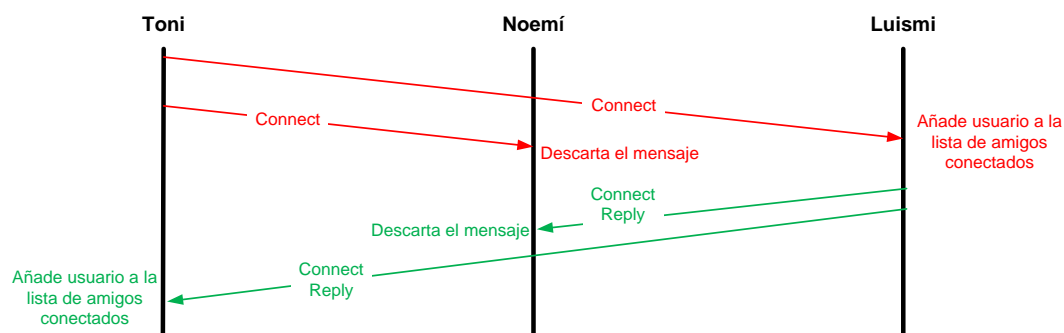 Toni
Noemí
Luismi
Connect
Connect
Añade usuario a la
lista de amigos
conectados
Descarta el mensaje
Connect
Reply
Descarta el mensaje
Connect
Reply
Añade usuario a la
lista de amigos
conectados